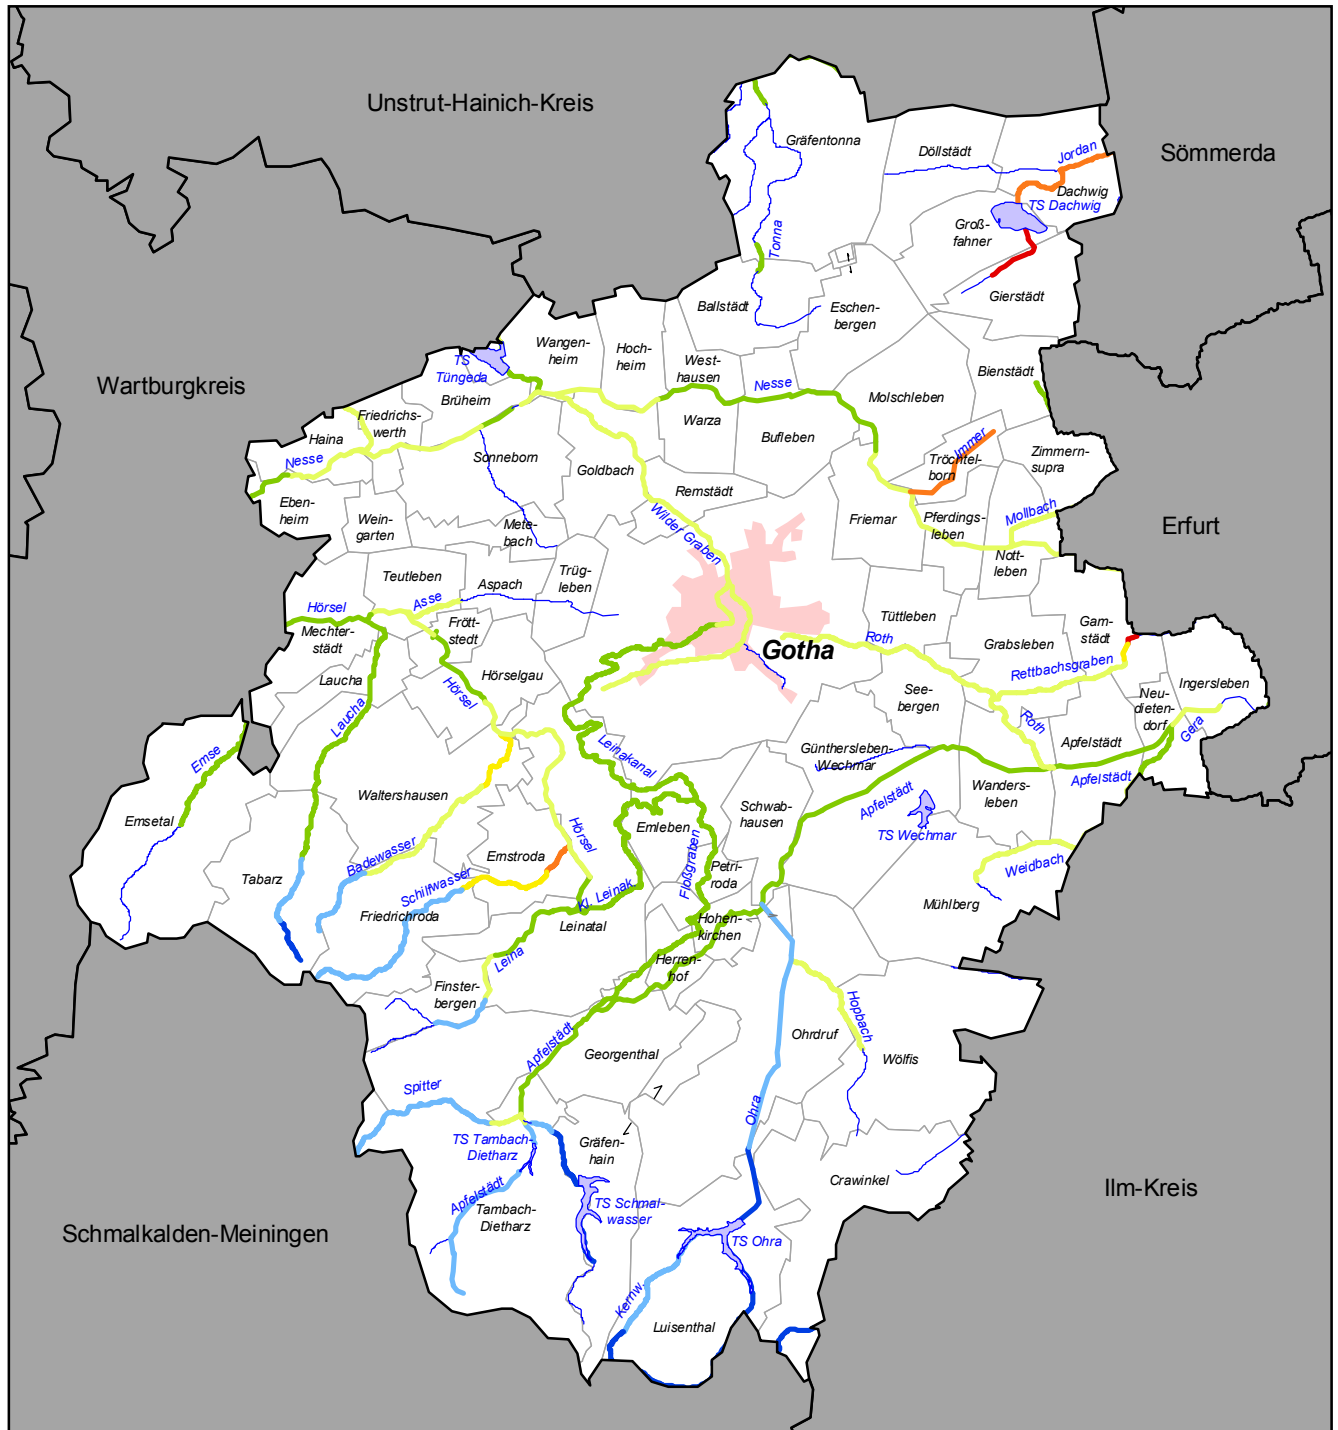 Unstrut-Hainich-Kreis
Sömmerda
Wartburgkreis
Erfurt
Ilm-Kreis
Schmalkalden-Meiningen
Gräfentonna
Döllstädt
Jordan
Dachwig
TS Dachwig
Groß-
fahner
Gierstädt
Tonna
Ballstädt
Eschen-
bergen
Wangen-
heim
Hoch-
heim
West-
hausen
Nesse
TS
Tüngeda
Brüheim
Molschleben
Bienstädt
Friedrichs-
werth
Haina
Nesse
Warza
Bufleben
Immer
Tröchtel-
born
Zimmern-
supra
Sonneborn
Goldbach
Remstädt
Eben-
heim
Wein-
garten
Mete-
bach
Wilder Graben
Friemar
Pferdings-
leben
Mollbach
Nott-
leben
Teutleben
Aspach
Trüg-
leben
Asse
Hörsel
Mechter-
städt
Frött-
stedt
Tüttleben
Grabsleben
Gam-
städt
Gotha
Roth
Rettbachsgraben
Laucha
Hörselgau
Hörsel
Laucha
See-
bergen
Neu-
dieten-
dorf
Ingersleben
Roth
Gera
Apfelstädt
Apfelstädt
Emse
Leinakanal
Günthersleben-
Wechmar
Apfelstädt
TS Wechmar
Wanders-
leben
Emsetal
Waltershausen
Schwab-
hausen
Emleben
Hörsel
Floßgraben
Petri-
roda
Badewasser
Ernstroda
Schilfwasser
Tabarz
Friedrichroda
Kl. Leinak.
Leinatal
Weidbach
Mühlberg
Hohen-
kirchen
Leina
Herren-
hof
Finster-
bergen
Hopbach
Apfelstädt
Georgenthal
Ohrdruf
Wölfis
Spitter
Ohra
TS Tambach-
Dietharz
Gräfen-
hain
Crawinkel
Apfelstädt
Tambach-
Dietharz
TS Schmal-
wasser
TS Ohra
Kernw.
Luisenthal